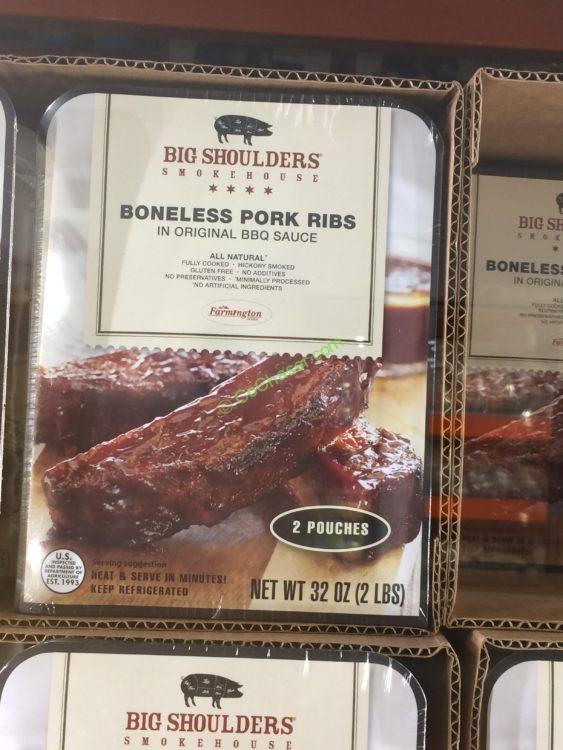 BIG SHOULDERS
SMOKEHOUSE
BONELESS PORK RIBS
IN ORIGINAL BBQ SAUCE
ALL NATURAL*
FULLY COOKED • HICKORY SMOKED
GLUTEN FREE • NO ADDITIVES
NO PRESERVATIVES • *MINIMALLY PROCESSED
*NO ARTIFICIAL INGREDIENTS
Farmington
2 POUCHES
U.S.
INSPECTED
AND PASSED BY
DEPARTMENT OF
AGRICULTURE
EST. 1993
Serving suggestion
HEAT & SERVE IN MINUTES!
KEEP REFRIGERATED
NET WT 32 OZ (2 LBS)
BIG SH
SMOK
BONELESS
IN ORIGIN
BIG SHOULDERS
SMOKEHOUSE